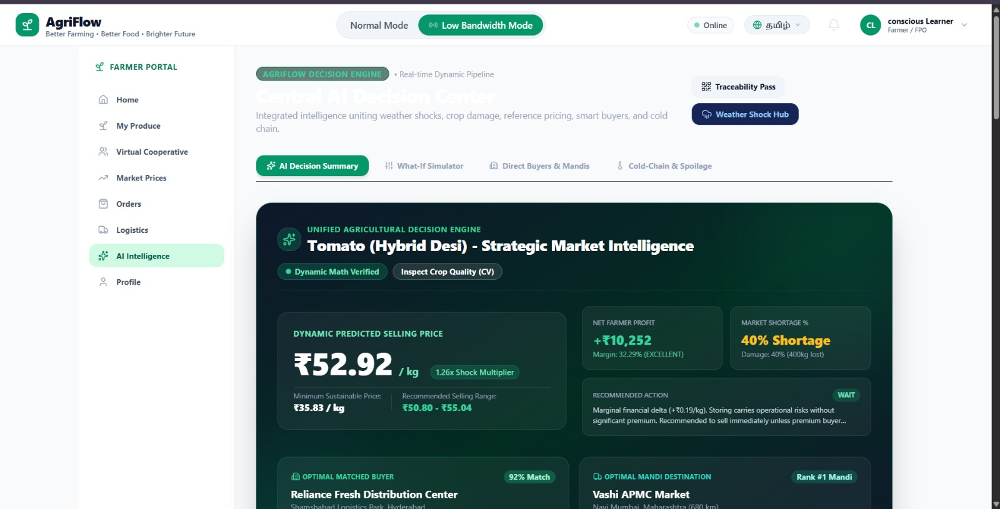 AgriFlow
Better Farming • Better Food • Brighter Future
Normal Mode
Low Bandwidth Mode
Online
தமிழ்
CL
conscious Learner
Farmer / FPO
FARMER PORTAL
Home
My Produce
Virtual Cooperative
Market Prices
Orders
Logistics
AI Intelligence
Profile
AGRIFLOW DECISION ENGINE
• Real-time Dynamic Pipeline
Central AI Decision Center
Integrated intelligence uniting weather shocks, crop damage, reference pricing, smart buyers, and cold
chain.
Traceability Pass
Weather Shock Hub
AI Decision Summary
What-If Simulator
Direct Buyers & Mandis
Cold-Chain & Spoilage
UNIFIED AGRICULTURAL DECISION ENGINE
Tomato (Hybrid Desi) - Strategic Market Intelligence
Dynamic Math Verified
Inspect Crop Quality (CV)
DYNAMIC PREDICTED SELLING PRICE
₹52.92 / kg
1.26x Shock Multiplier
Minimum Sustainable Price:
₹35.83 / kg
Recommended Selling Range:
₹50.80 - ₹55.04
NET FARMER PROFIT
+₹10,252
Margin: 32.29% (EXCELLENT)
MARKET SHORTAGE %
40% Shortage
Damage: 40% (400kg lost)
RECOMMENDED ACTION
WAIT
Marginal financial delta (+₹0.19/kg). Storing carries operational risks without
significant premium. Recommended to sell immediately unless premium buyer...
OPTIMAL MATCHED BUYER
92% Match
Reliance Fresh Distribution Center
Shamshabad Logistics Park, Hyderabad
OPTIMAL MANDI DESTINATION
Rank #1 Mandi
Vashi APMC Market
Navi Mumbai, Maharashtra (680 km)